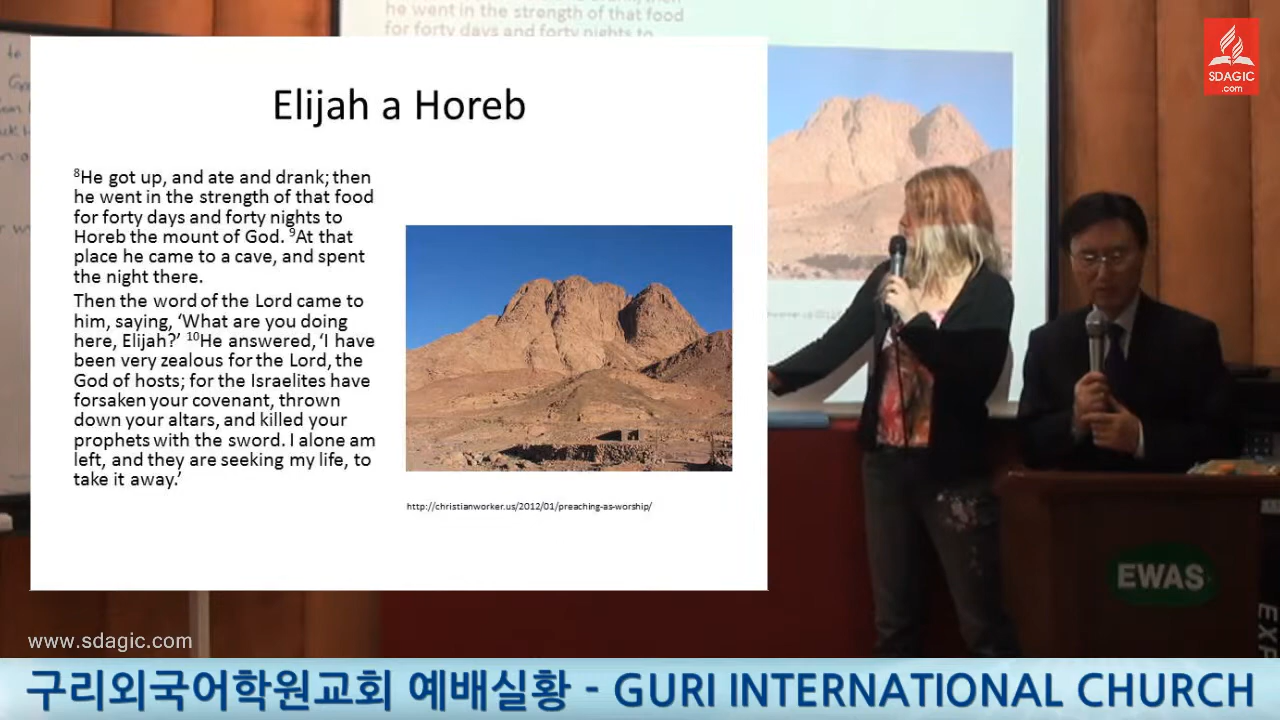 he went in the strength of that food
for forty days and forty nights to
SDAGIC
.com
Elijah a Horeb
8He got up, and ate and drank; then
he went in the strength of that food
for forty days and forty nights to
Horeb the mount of God. 9At that
place he came to a cave, and spent
the night there.
Then the word of the Lord came to
him, saying, ‘What are you doing
here, Elijah?’ 10He answered, ‘I have
been very zealous for the Lord, the
God of hosts; for the Israelites have
forsaken your covenant, thrown
down your altars, and killed your
prophets with the sword. I alone am
left, and they are seeking my life, to
take it away.’
http://christianworker.us/2012/01/preaching-as-worship/
EWAS
EXP
www.sdagic.com
구리외국어학원교회 예배실황 - GURI INTERNATIONAL CHURCH